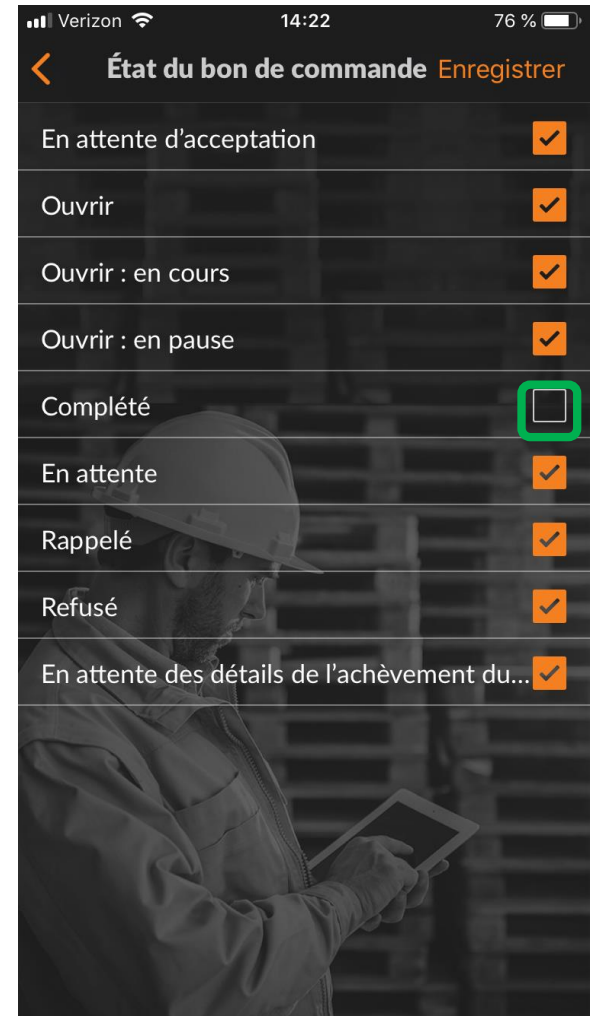 Verizon 14:22 76 %
État du bon de commande Enregistrer
En attente d’acceptation
Ouvrir
Ouvrir : en cours
Ouvrir : en pause
Complété
En attente
Rappelé
Refusé
En attente des détails de l’achèvement du...